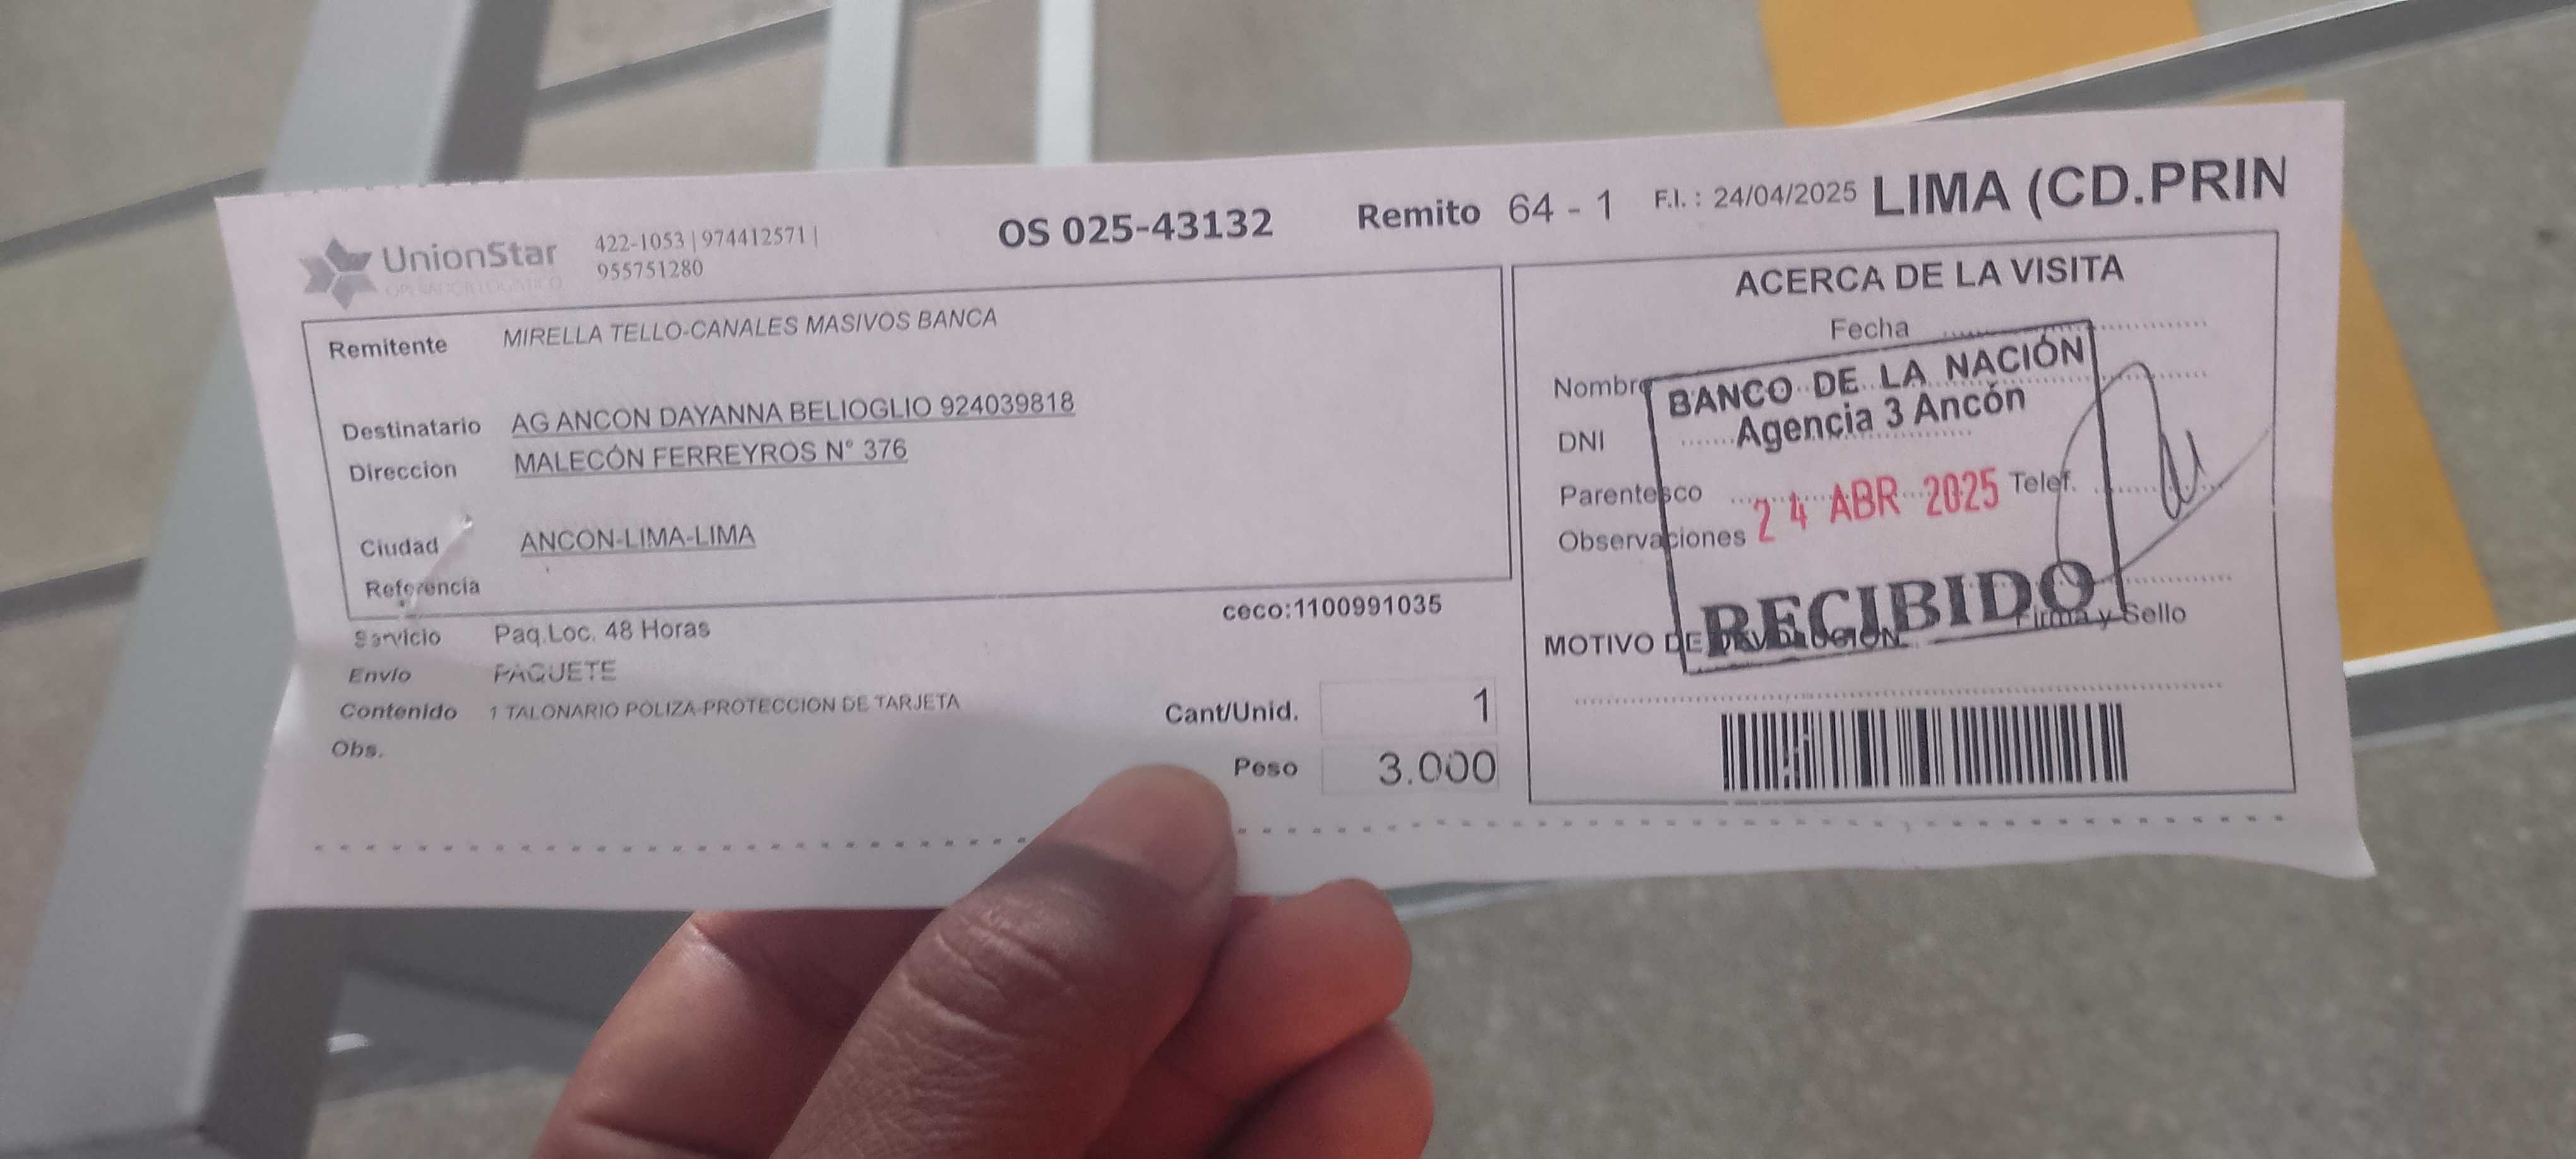 UnionStar
OPERADOR LOGISTICO
422-1053 | 974412571 |
955751280
OS 025-43132
Remito 64 - 1
F.I. : 24/04/2025
LIMA (CD.PRIN
Remitente MIRELLA TELLO-CANALES MASIVOS BANCA
Destinatario AG ANCON DAYANNA BELIOGLIO 924039818
Direccion MALECÓN FERREYROS N° 376
Ciudad ANCON-LIMA-LIMA
Referencia
ceco:1100991035
Servicio Paq.Loc. 48 Horas
Envío PAQUETE
Contenido 1 TALONARIO POLIZA-PROTECCION DE TARJETA
Obs.
Cant/Unid. 1
Peso 3.000
ACERCA DE LA VISITA
Fecha
Nombre
DNI
Parentesco
Telef.
Observaciones
Firma y Sello
MOTIVO DE DEVOLUCION
BANCO DE LA NACIÓN
Agencia 3 Ancón
24 ABR 2025
RECIBIDO